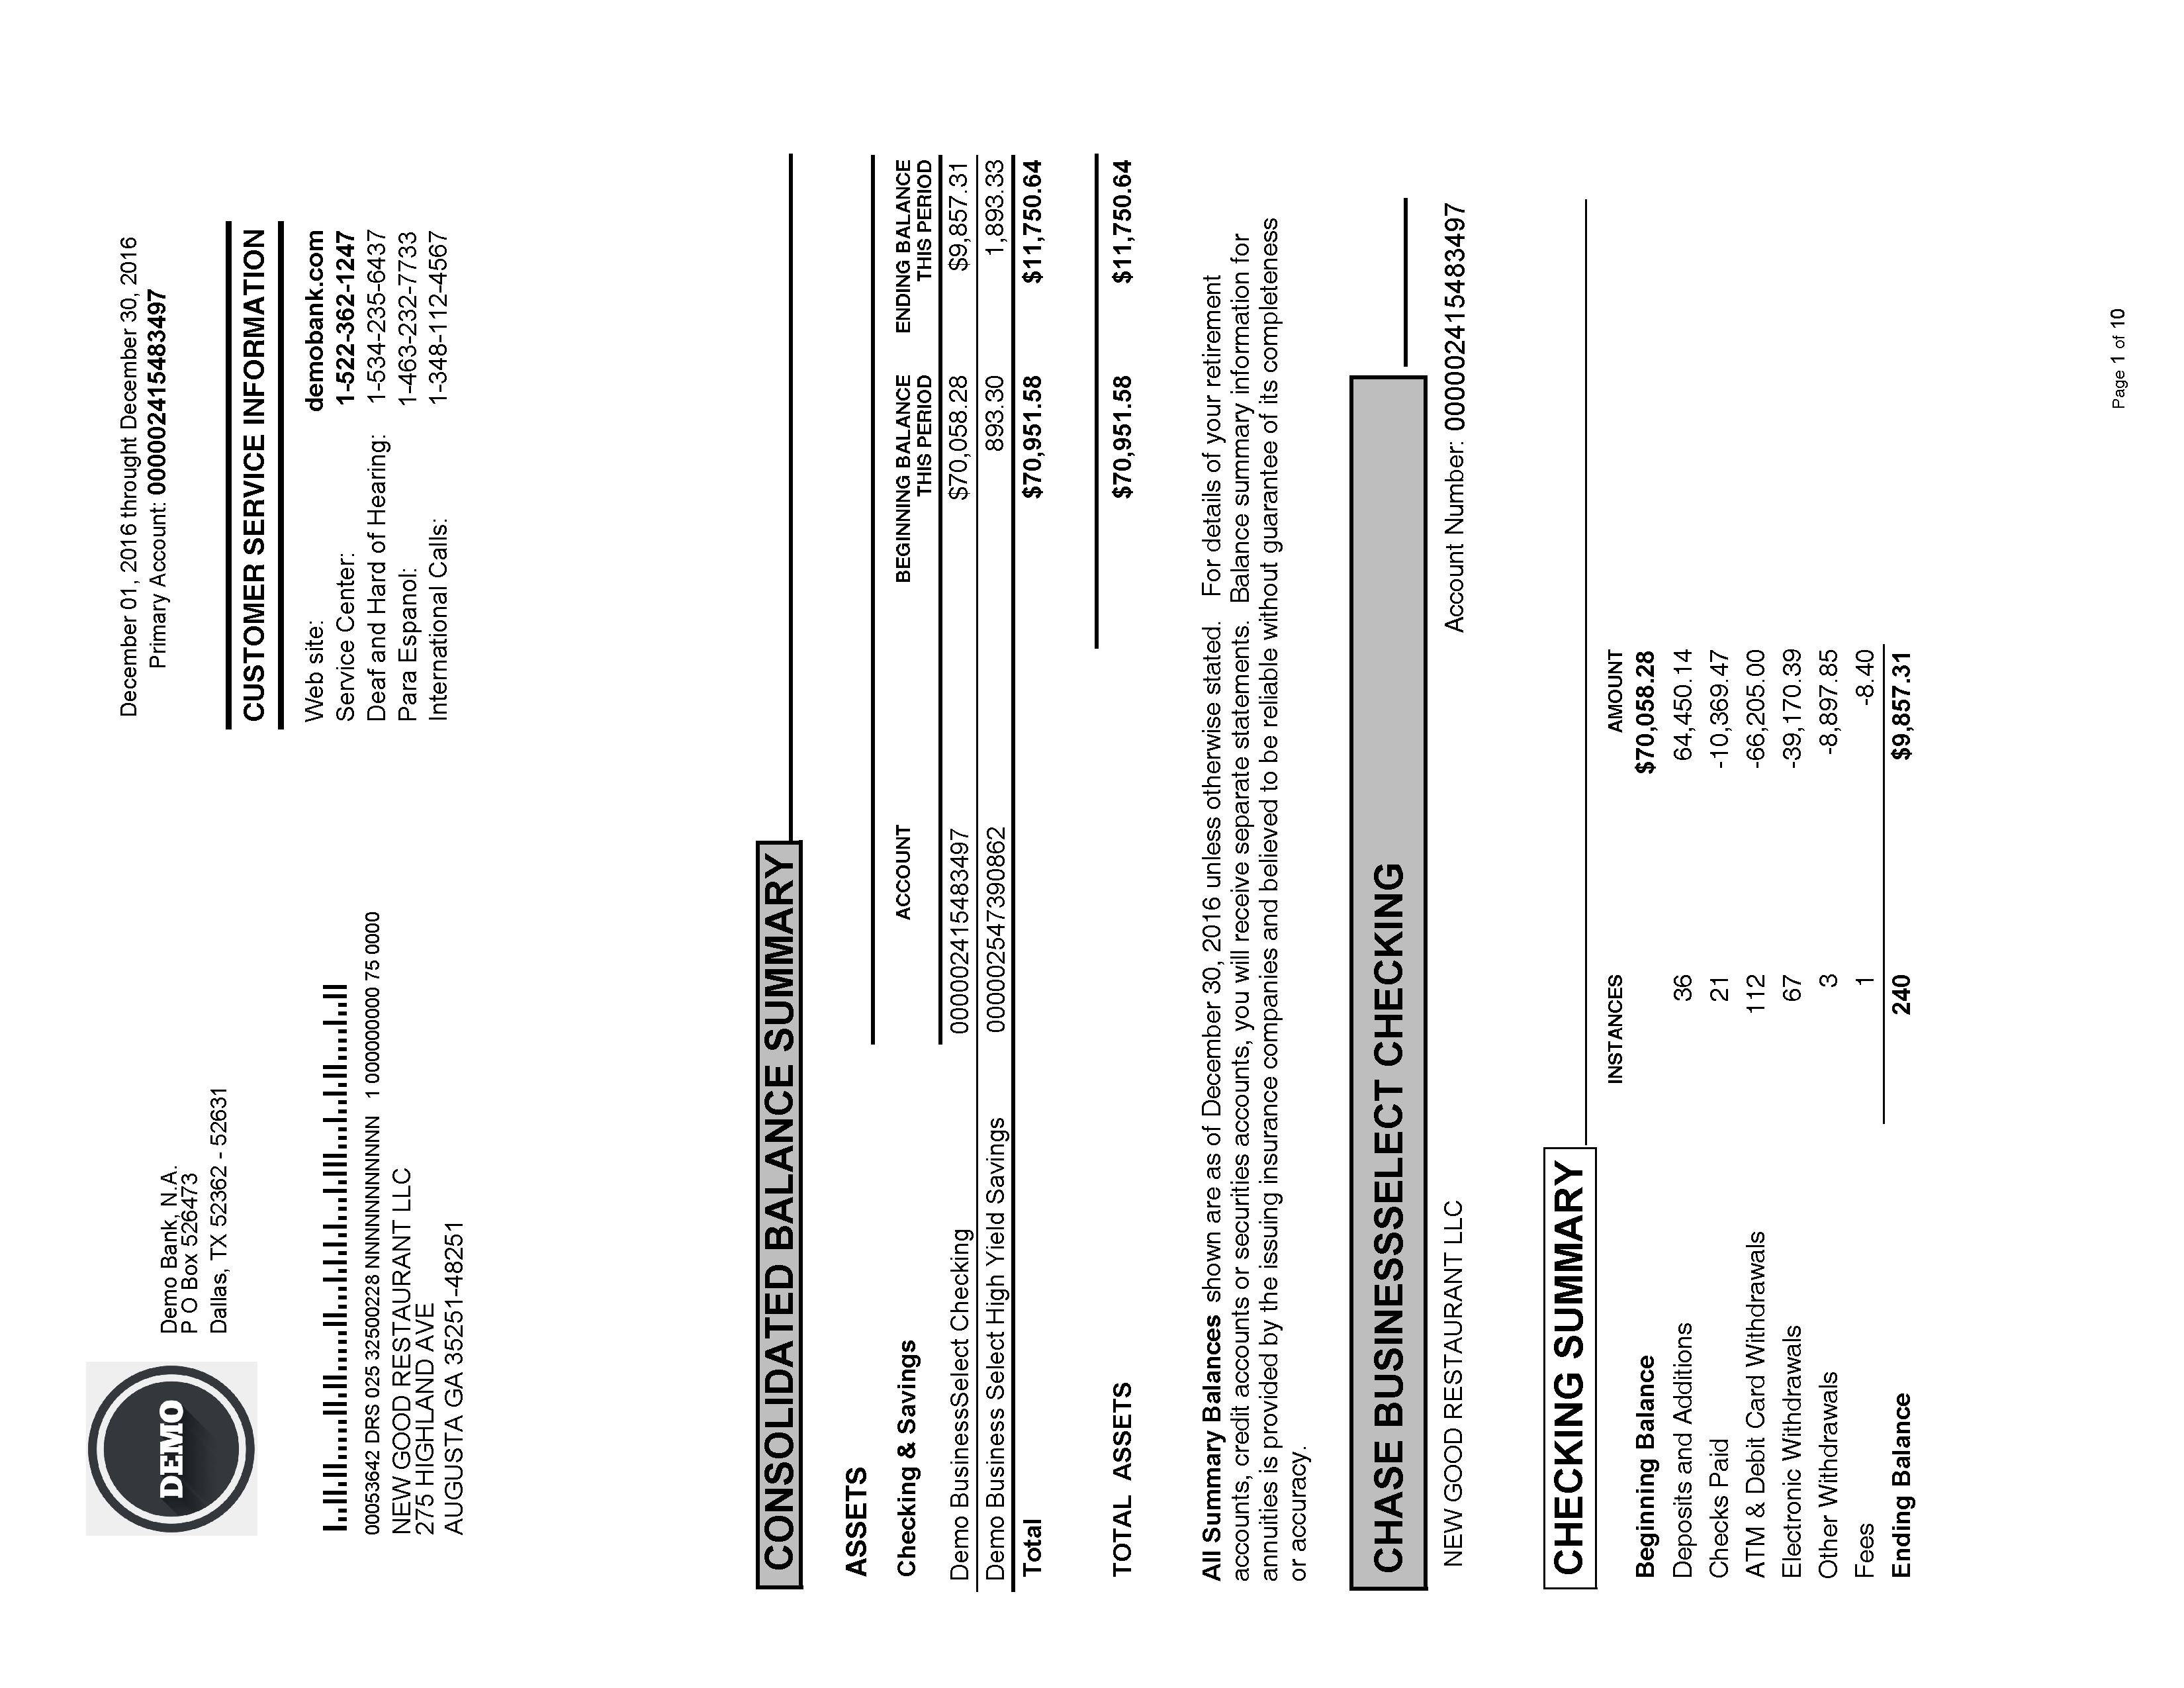 DEMO
Demo Bank, N.A.
P O Box 526473
Dallas, TX 52362 - 52631
December 01, 2016 throught December 30, 2016
Primary Account: 000002415483497
00053642 DRS 025 32500228 NNNNNNNNNNN 1 000000000 75 0000
NEW GOOD RESTAURANT LLC
275 HIGHLAND AVE
AUGUSTA GA 35251-48251
CUSTOMER SERVICE INFORMATION
Web site: demobank.com
Service Center: 1-522-362-1247
Deaf and Hard of Hearing: 1-534-235-6437
Para Espanol: 1-463-232-7733
International Calls: 1-348-112-4567
CONSOLIDATED BALANCE SUMMARY
ASSETS
Checking & Savings ACCOUNT BEGINNING BALANCE THIS PERIOD ENDING BALANCE THIS PERIOD
Demo BusinessSelect Checking 000002415483497 $70,058.28 $9,857.31
Demo Business Select High Yield Savings 000002547390862 893.30 1,893.33
Total $70,951.58 $11,750.64
TOTAL ASSETS $70,951.58 $11,750.64
All Summary Balances shown are as of December 30, 2016 unless otherwise stated. For details of your retirement
accounts, credit accounts or securities accounts, you will receive separate statements. Balance summary information for
annuities is provided by the issuing insurance companies and believed to be reliable without guarantee of its completeness
or accuracy.
CHASE BUSINESSSELECT CHECKING
NEW GOOD RESTAURANT LLC Account Number: 000002415483497
CHECKING SUMMARY
INSTANCES AMOUNT
Beginning Balance $70,058.28
Deposits and Additions 36 64,450.14
Checks Paid 21 -10,369.47
ATM & Debit Card Withdrawals 112 -66,205.00
Electronic Withdrawals 67 -39,170.39
Other Withdrawals 3 -8,897.85
Fees 1 -8.40
Ending Balance 240 $9,857.31
Page 1 of 10